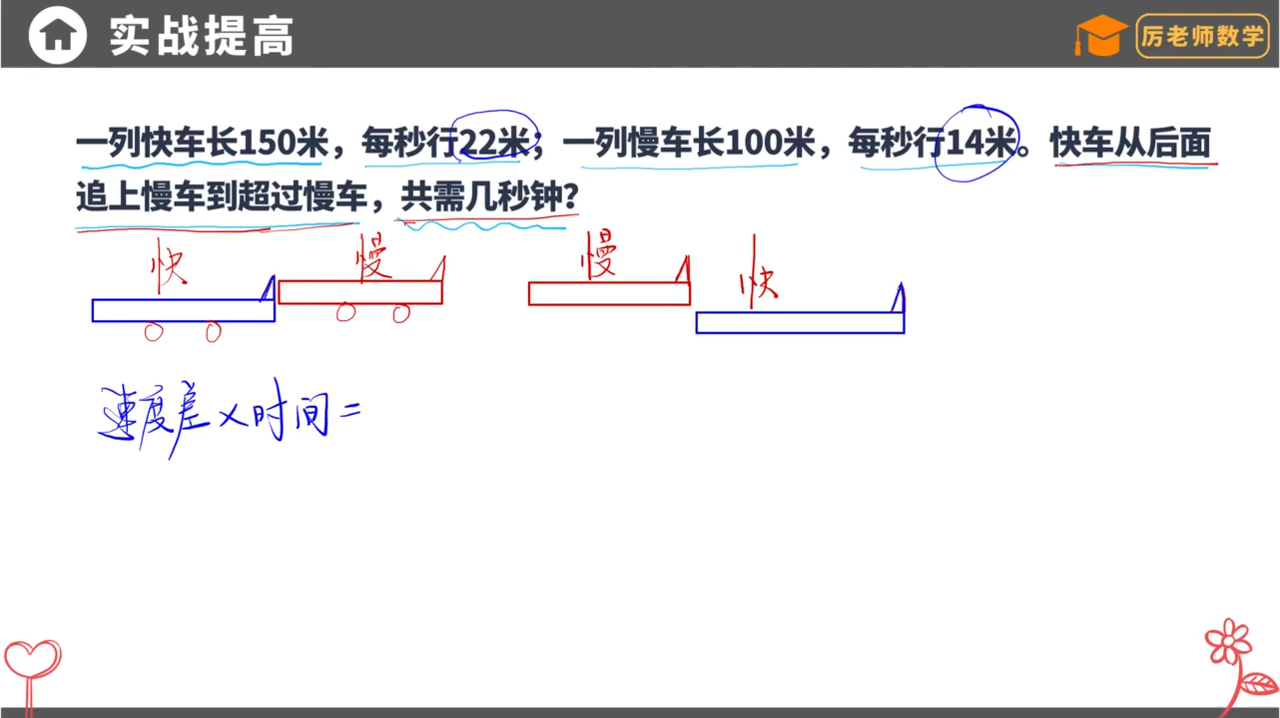 实战提高
厉老师数学
一列快车长150米，每秒行22米；一列慢车长100米，每秒行14米。快车从后面
追上慢车到超过慢车，共需几秒钟？
快 慢 慢 快
速度差×时间=